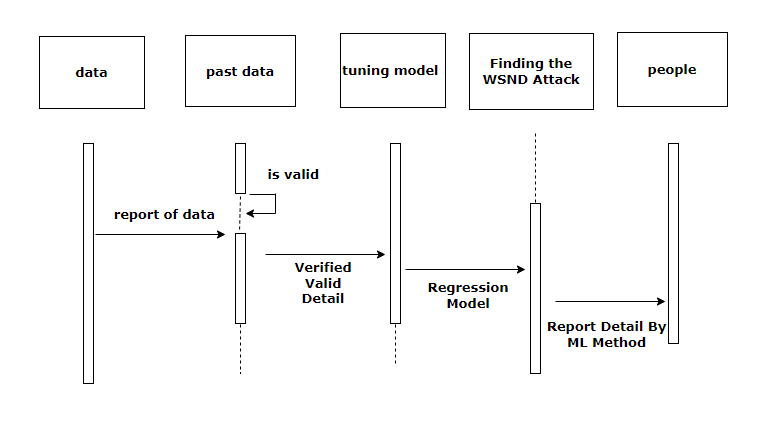 data
past data
tuning model
Finding the
WSND Attack
people
is valid
report of data
Verified
Valid
Detail
Regression
Model
Report Detail By
ML Method